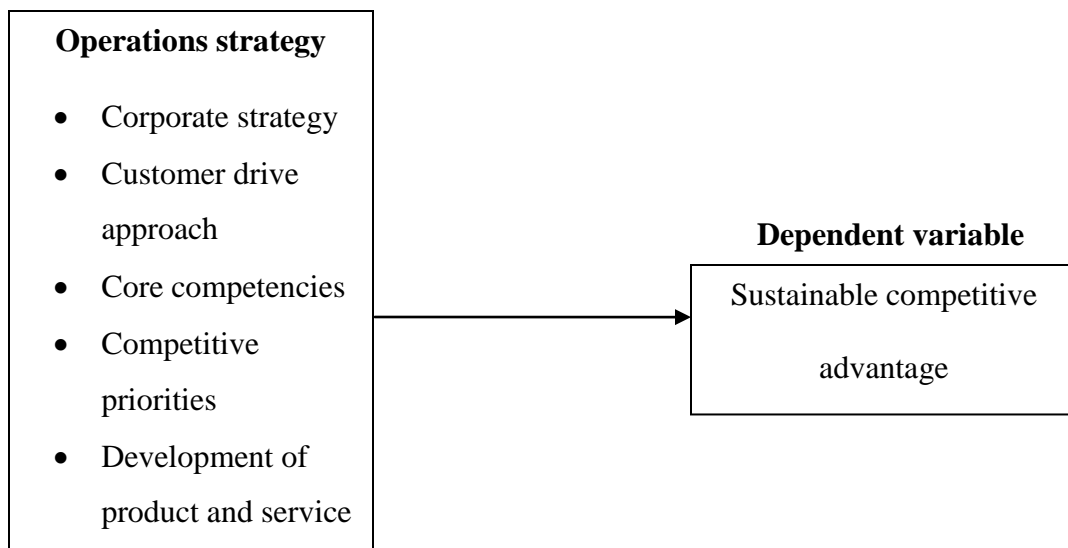 Operations strategy
• Corporate strategy
• Customer drive
approach
• Core competencies
• Competitive
priorities
• Development of
product and service
Dependent variable
Sustainable competitive
advantage